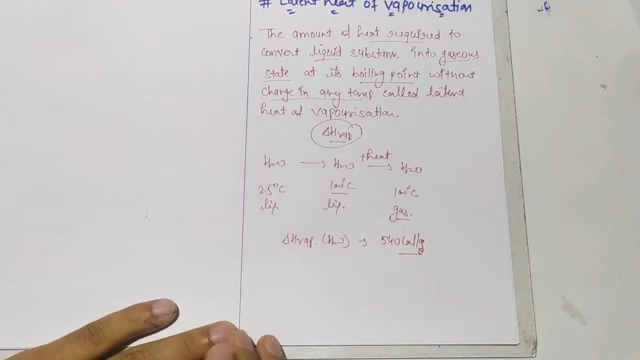 # Latent heat of vapourisation
The amount of heat required to
convert liquid substance into gaseous
state at its boiling point without
change in any temp called latent
heat of vapourisation.
ΔHvap
H₂O → H₂O +heat → H₂O
25°C 100°C 100°C
liq. liq. gas.
ΔHvap. (H₂O) → 540 cal/g